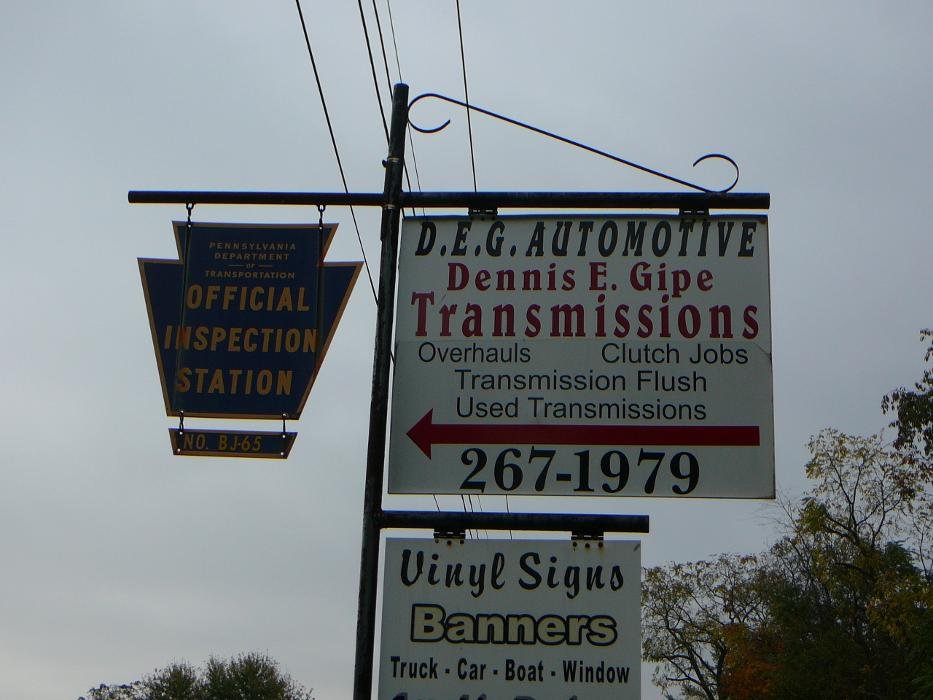 PENNSYLVANIA
DEPARTMENT
OF
TRANSPORTATION
OFFICIAL
INSPECTION
STATION
NO. BJ-65
D.E.G. AUTOMOTIVE
Dennis E. Gipe
Transmissions
Overhauls Clutch Jobs
Transmission Flush
Used Transmissions
267-1979
Vinyl Signs
Banners
Truck - Car - Boat - Window